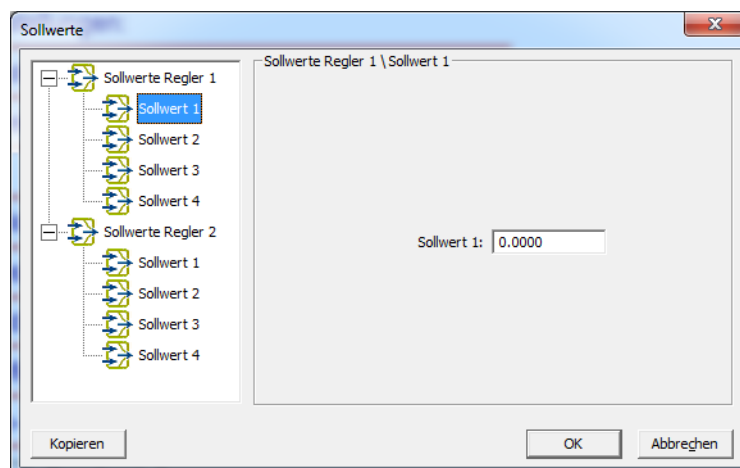 Sollwerte
Sollwerte Regler 1
Sollwert 1
Sollwert 2
Sollwert 3
Sollwert 4
Sollwerte Regler 2
Sollwert 1
Sollwert 2
Sollwert 3
Sollwert 4
Sollwerte Regler 1 \ Sollwert 1
Sollwert 1: 0.0000
Kopieren
OK
Abbrechen